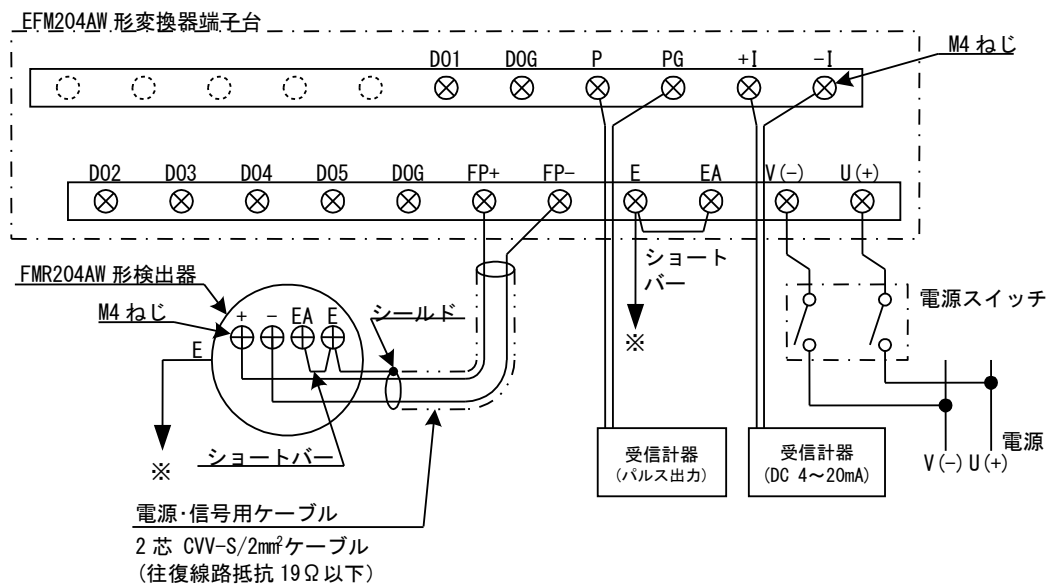 EFM204AW 形変換器端子台
M4 ねじ
DO1 DOG P PG +I -I
DO2 DO3 DO4 DO5 DOG FP+ FP- E EA V(-) U(+)
ショート
バー
※
電源スイッチ
FMR204AW 形検出器
M4 ねじ
+ - EA E
シールド
E
※
ショートバー
受信計器
(パルス出力)
受信計器
(DC 4～20mA)
電源
V(-) U(+)
電源･信号用ケーブル
2 芯 CVV-S/2mm²ケーブル
(往復線路抵抗 19Ω以下)